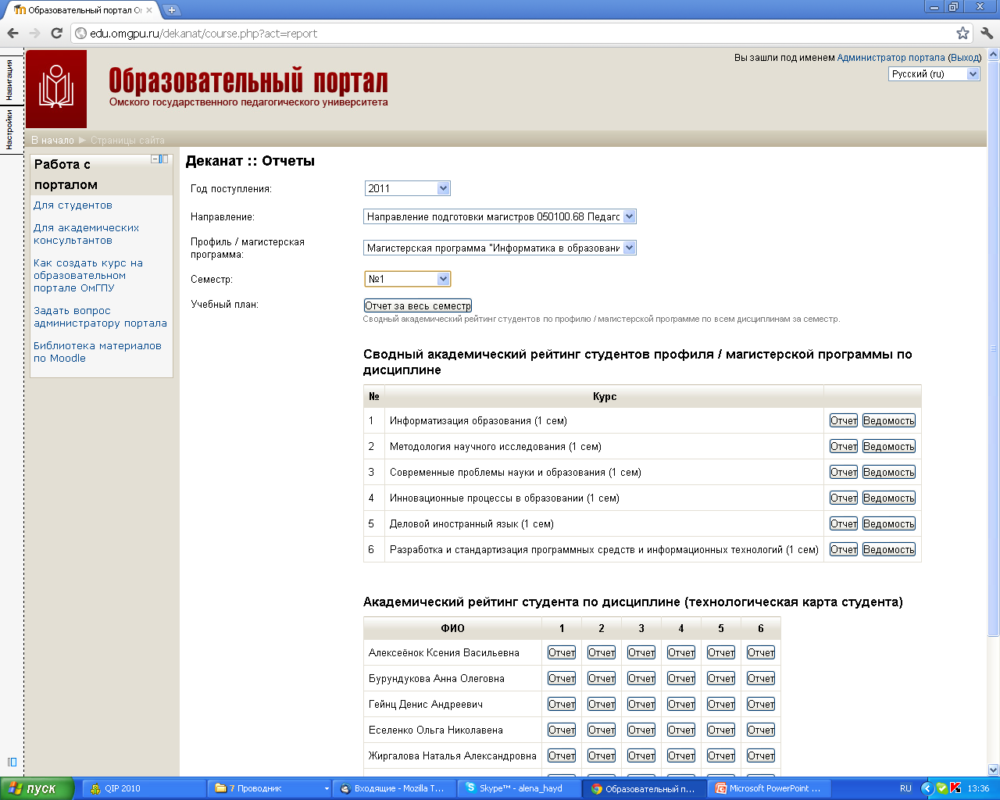 Образовательный портал Ог
edu.omgpu.ru/dekanat/course.php?act=report
Навигация
Настройки
Образовательный портал
Омского государственного педагогического университета
Вы зашли под именем Администратор портала (Выход)
Русский (ru)
В начало ► Страницы сайта
Работа с
порталом
Для студентов
Для академических
консультантов
Как создать курс на
образовательном
портале ОмГПУ
Задать вопрос
администратору портала
Библиотека материалов
по Moodle
Деканат :: Отчеты
Год поступления:
2011
Направление:
Направление подготовки магистров 050100.68 Педагс
Профиль / магистерская
программа:
Магистерская программа "Информатика в образовани
Семестр:
№1
Учебный план:
Отчет за весь семестр
Сводный академический рейтинг студентов по профилю / магистерской программе по всем дисциплинам за семестр.
Сводный академический рейтинг студентов профиля / магистерской программы по
дисциплине
№ Курс
1 Информатизация образования (1 сем) Отчет Ведомость
2 Методология научного исследования (1 сем) Отчет Ведомость
3 Современные проблемы науки и образования (1 сем) Отчет Ведомость
4 Инновационные процессы в образовании (1 сем) Отчет Ведомость
5 Деловой иностранный язык (1 сем) Отчет Ведомость
6 Разработка и стандартизация программных средств и информационных технологий (1 сем) Отчет Ведомость
Академический рейтинг студента по дисциплине (технологическая карта студента)
ФИО 1 2 3 4 5 6
Алексеёнок Ксения Васильевна Отчет Отчет Отчет Отчет Отчет Отчет
Бурундукова Анна Олеговна Отчет Отчет Отчет Отчет Отчет Отчет
Гейнц Денис Андреевич Отчет Отчет Отчет Отчет Отчет Отчет
Еселенко Ольга Николавена Отчет Отчет Отчет Отчет Отчет Отчет
Жиргалова Наталья Александровна Отчет Отчет Отчет Отчет Отчет Отчет
пуск
QIP 2010
7 Проводник
Входящие - Mozilla T...
Skype™ - alena_hayd
Образовательный п...
Microsoft PowerPoint ...
RU
13:36